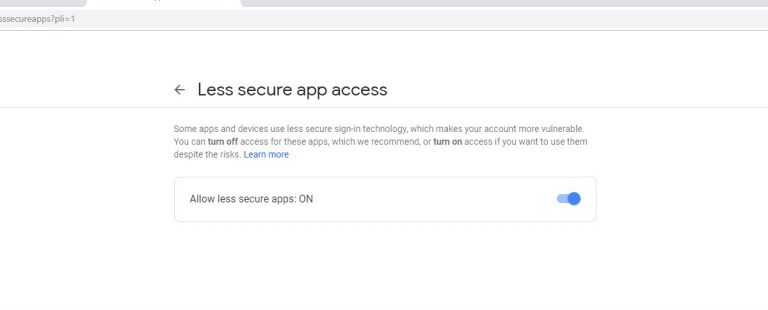 sssecureapps?pli=1
Less secure app access
Some apps and devices use less secure sign-in technology, which makes your account more vulnerable.
You can turn off access for these apps, which we recommend, or turn on access if you want to use them
despite the risks. Learn more
Allow less secure apps: ON